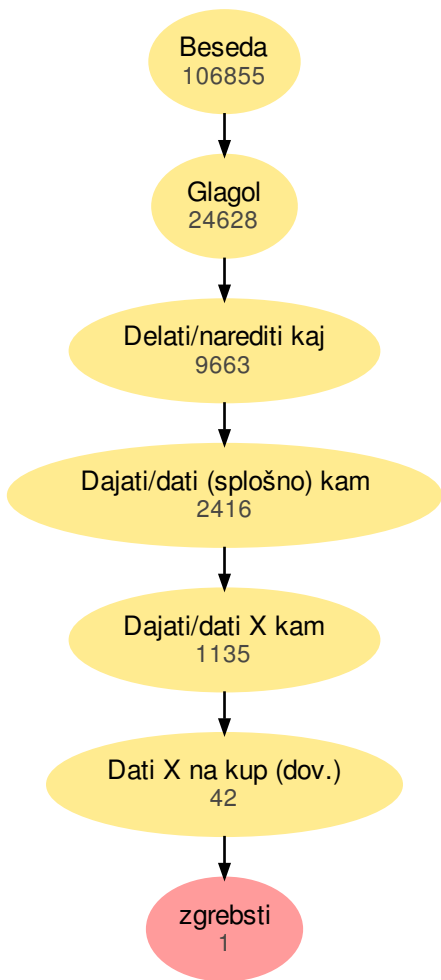 Beseda
106855
Glagol
24628
Delati/narediti kaj
9663
Dajati/dati (splošno) kam
2416
Dajati/dati X kam
1135
Dati X na kup (dov.)
42
zgrebsti
1